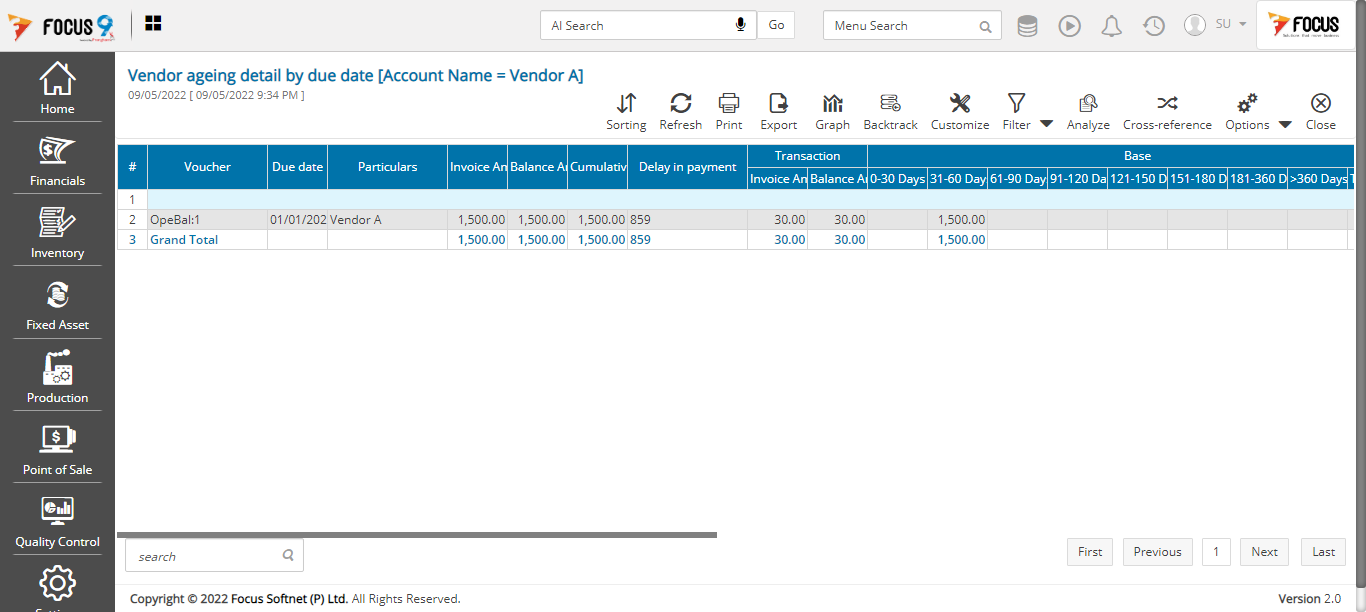 FOCUS 9
AI Search
Go
Menu Search
SU
FOCUS
Home
Financials
Inventory
Fixed Asset
Production
Point of Sale
Quality Control
Vendor ageing detail by due date [Account Name = Vendor A]
09/05/2022 [ 09/05/2022 9:34 PM ]
Sorting Refresh Print Export Graph Backtrack Customize Filter Analyze Cross-reference Options Close
Transaction Base
# Voucher Due date Particulars Invoice An Balance A Cumulativ Delay in payment Invoice An Balance A 0-30 Days 31-60 Day 61-90 Day 91-120 Da 121-150 D 151-180 D 181-360 D >360 Days T
1
2 OpeBal:1 01/01/202 Vendor A 1,500.00 1,500.00 1,500.00 859 30.00 30.00 1,500.00
3 Grand Total 1,500.00 1,500.00 1,500.00 859 30.00 30.00 1,500.00
search
First Previous 1 Next Last
Copyright © 2022 Focus Softnet (P) Ltd. All Rights Reserved.
Version 2.0